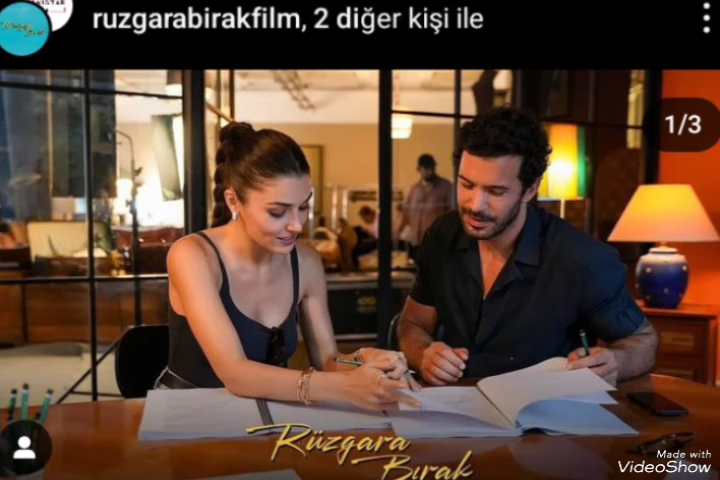 ruzgarabirakfilm, 2 diğer kişi ile
1/3
Rüzgara
Bırak
Made with
VideoShow